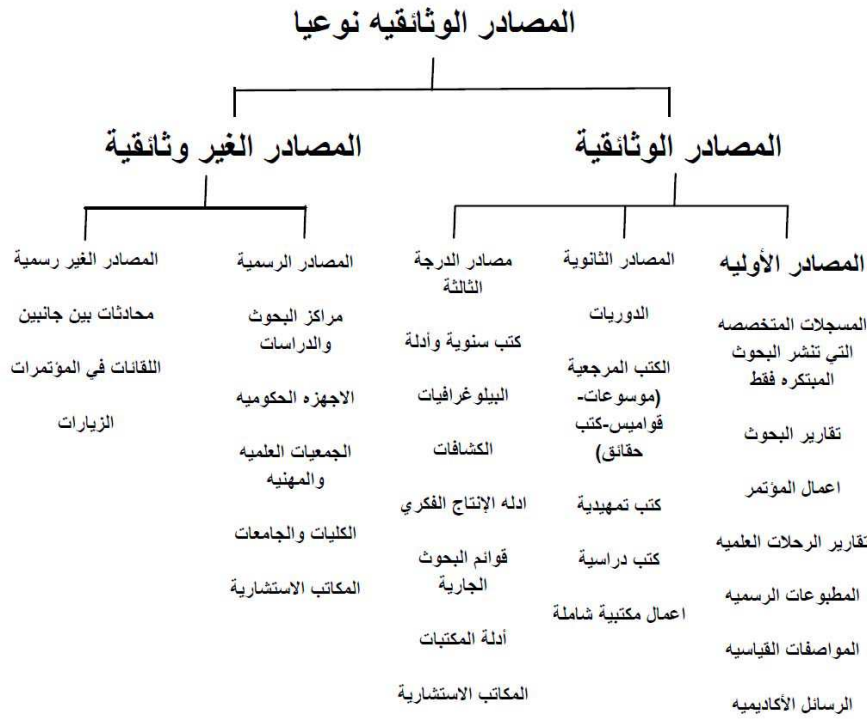 المصادر الوثائقيه نوعيا
المصادر الوثائقية
المصادر الغير وثائقية
المصادر الأوليه
المسجلات المتخصصه
التي تنشر البحوث
المبتكره فقط
تقارير البحوث
اعمال المؤتمر
تقارير الرحلات العلميه
المطبوعات الرسميه
المواصفات القياسيه
الرسائل الأكاديميه
المصادر الثانوية
الدوريات
الكتب المرجعية
(موسوعات-
قواميس-كتب
حقائق)
كتب تمهيدية
كتب دراسية
اعمال مكتبية شاملة
مصادر الدرجة
الثالثة
كتب سنوية وأدلة
البيلوغرافيات
الكشافات
ادله الإنتاج الفكري
قوائم البحوث
الجارية
أدلة المكتبات
المكاتب الاستشارية
المصادر الرسمية
مراكز البحوث
والدراسات
الاجهزه الحكوميه
الجمعيات العلميه
والمهنيه
الكليات والجامعات
المكاتب الاستشارية
المصادر الغير رسمية
محادثات بين جانبين
اللقائات في المؤتمرات
الزيارات